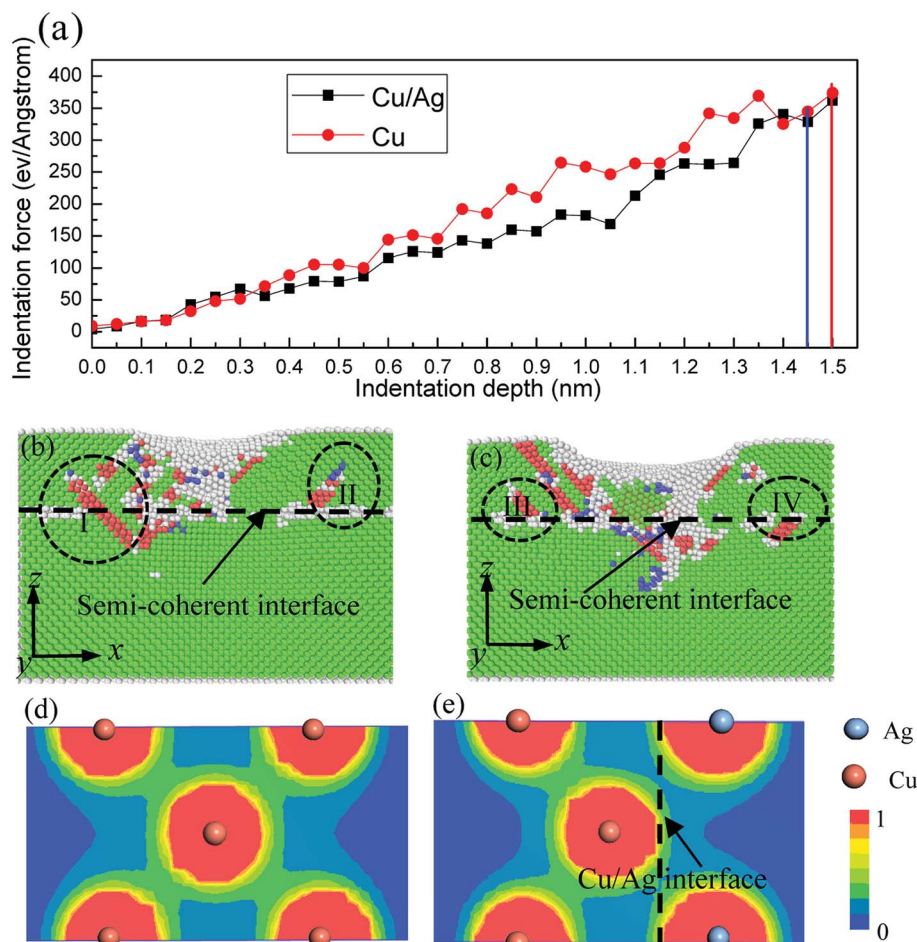 (a)
Indentation force (ev/Angstrom)
400
350
300
250
200
150
100
50
0
Cu/Ag
Cu
0.0 0.1 0.2 0.3 0.4 0.5 0.6 0.7 0.8 0.9 1.0 1.1 1.2 1.3 1.4 1.5
Indentation depth (nm)
(b)
I
II
Semi-coherent interface
z
y
x
(c)
III
IV
Semi-coherent interface
z
y
x
(d)
(e)
Cu/Ag interface
Ag
Cu
1
0